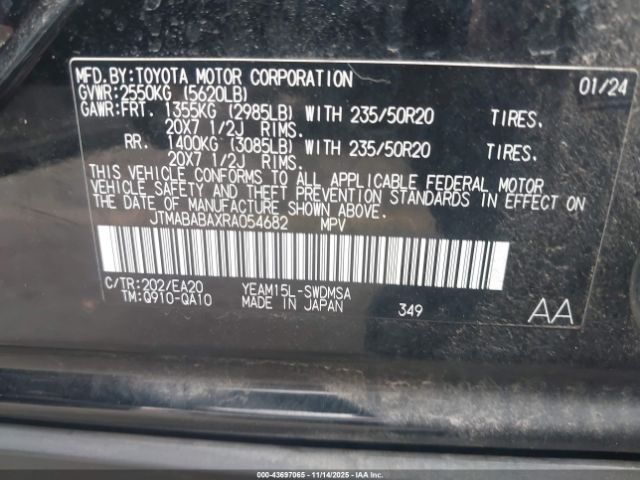 MFD.BY:TOYOTA MOTOR CORPORATION 01/24
GVWR:2550KG (5620LB)
GAWR:FRT. 1355KG (2985LB) WITH 235/50R20 TIRES.
20X7 1/2J RIMS.
RR. 1400KG (3085LB) WITH 235/50R20 TIRES.
20X7 1/2J RIMS.
THIS VEHICLE CONFORMS TO ALL APPLICABLE FEDERAL MOTOR
VEHICLE SAFETY AND THEFT PREVENTION STANDARDS IN EFFECT ON
THE DATE OF MANUFACTURE SHOWN ABOVE.
JTMABABAXRA054682 MPV
C/TR:202/EA20 YEAM15L-SWDMSA
TM:Q910-QA10 MADE IN JAPAN 349 AA
000-43697065 - 11/14/2025 - IAAI.COM